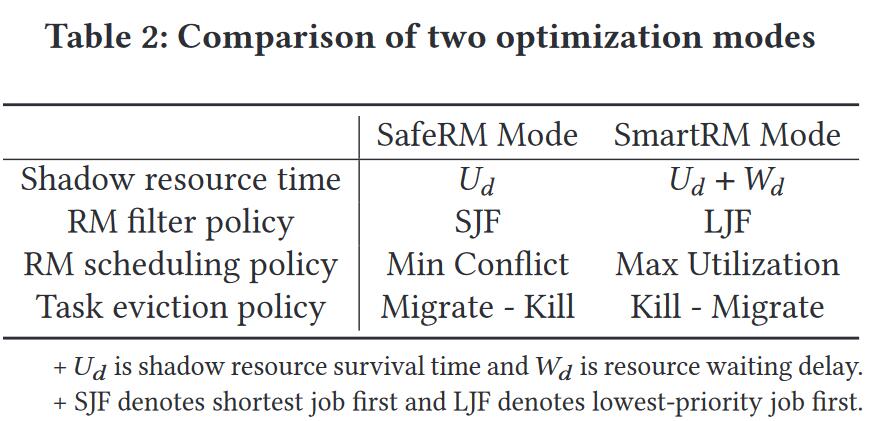 Table 2: Comparison of two optimization modes
SafeRM Mode SmartRM Mode
Shadow resource time U_d U_d + W_d
RM filter policy SJF LJF
RM scheduling policy Min Conflict Max Utilization
Task eviction policy Migrate - Kill Kill - Migrate
+ U_d is shadow resource survival time and W_d is resource waiting delay.
+ SJF denotes shortest job first and LJF denotes lowest-priority job first.